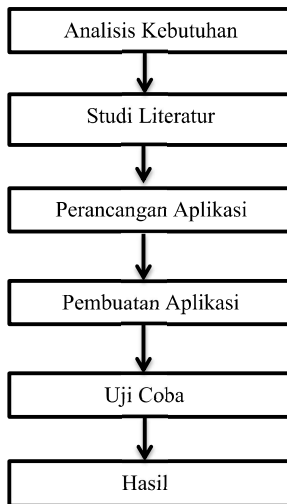 Analisis Kebutuhan
Studi Literatur
Perancangan Aplikasi
Pembuatan Aplikasi
Uji Coba
Hasil